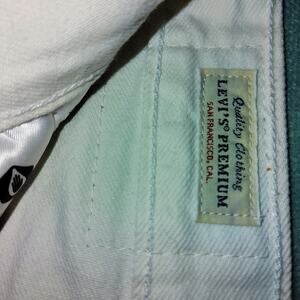 Quality Clothing
LEVI'S® PREMIUM
SAN FRANCISCO, CAL.